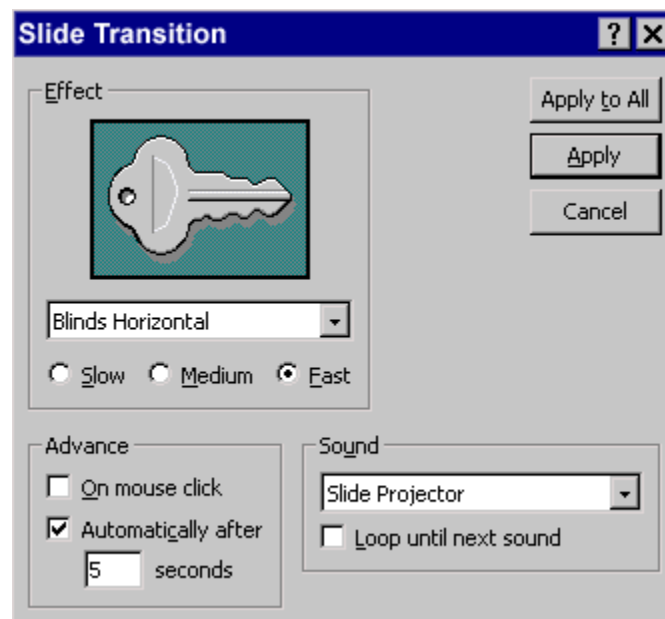 Slide Transition
Effect
Apply to All
Apply
Cancel
Blinds Horizontal
Slow Medium Fast
Advance
On mouse click
Automatically after
5 seconds
Sound
Slide Projector
Loop until next sound